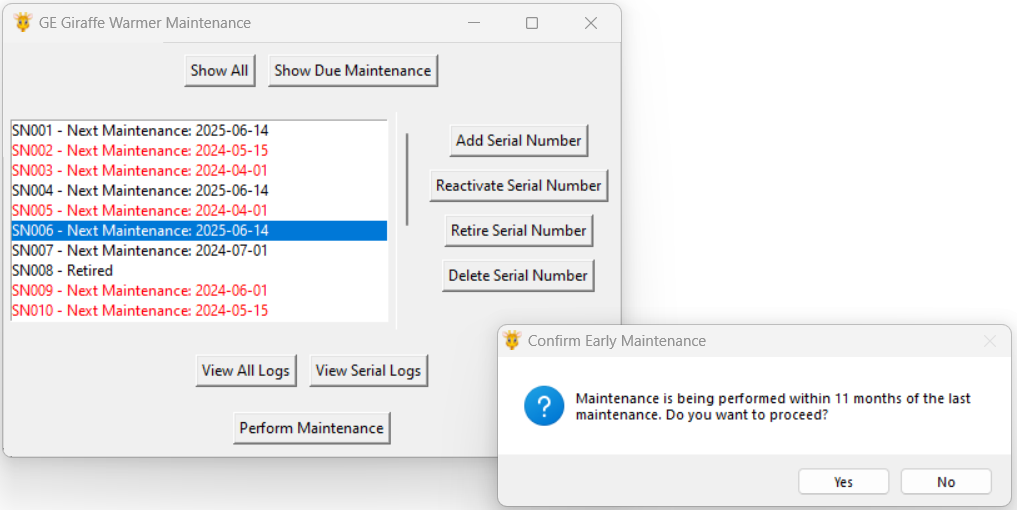 GE Giraffe Warmer Maintenance
Show All
Show Due Maintenance
SN001 - Next Maintenance: 2025-06-14
SN002 - Next Maintenance: 2024-05-15
SN003 - Next Maintenance: 2024-04-01
SN004 - Next Maintenance: 2025-06-14
SN005 - Next Maintenance: 2024-04-01
SN006 - Next Maintenance: 2025-06-14
SN007 - Next Maintenance: 2024-07-01
SN008 - Retired
SN009 - Next Maintenance: 2024-06-01
SN010 - Next Maintenance: 2024-05-15
Add Serial Number
Reactivate Serial Number
Retire Serial Number
Delete Serial Number
View All Logs
View Serial Logs
Perform Maintenance
Confirm Early Maintenance
Maintenance is being performed within 11 months of the last
maintenance. Do you want to proceed?
Yes
No